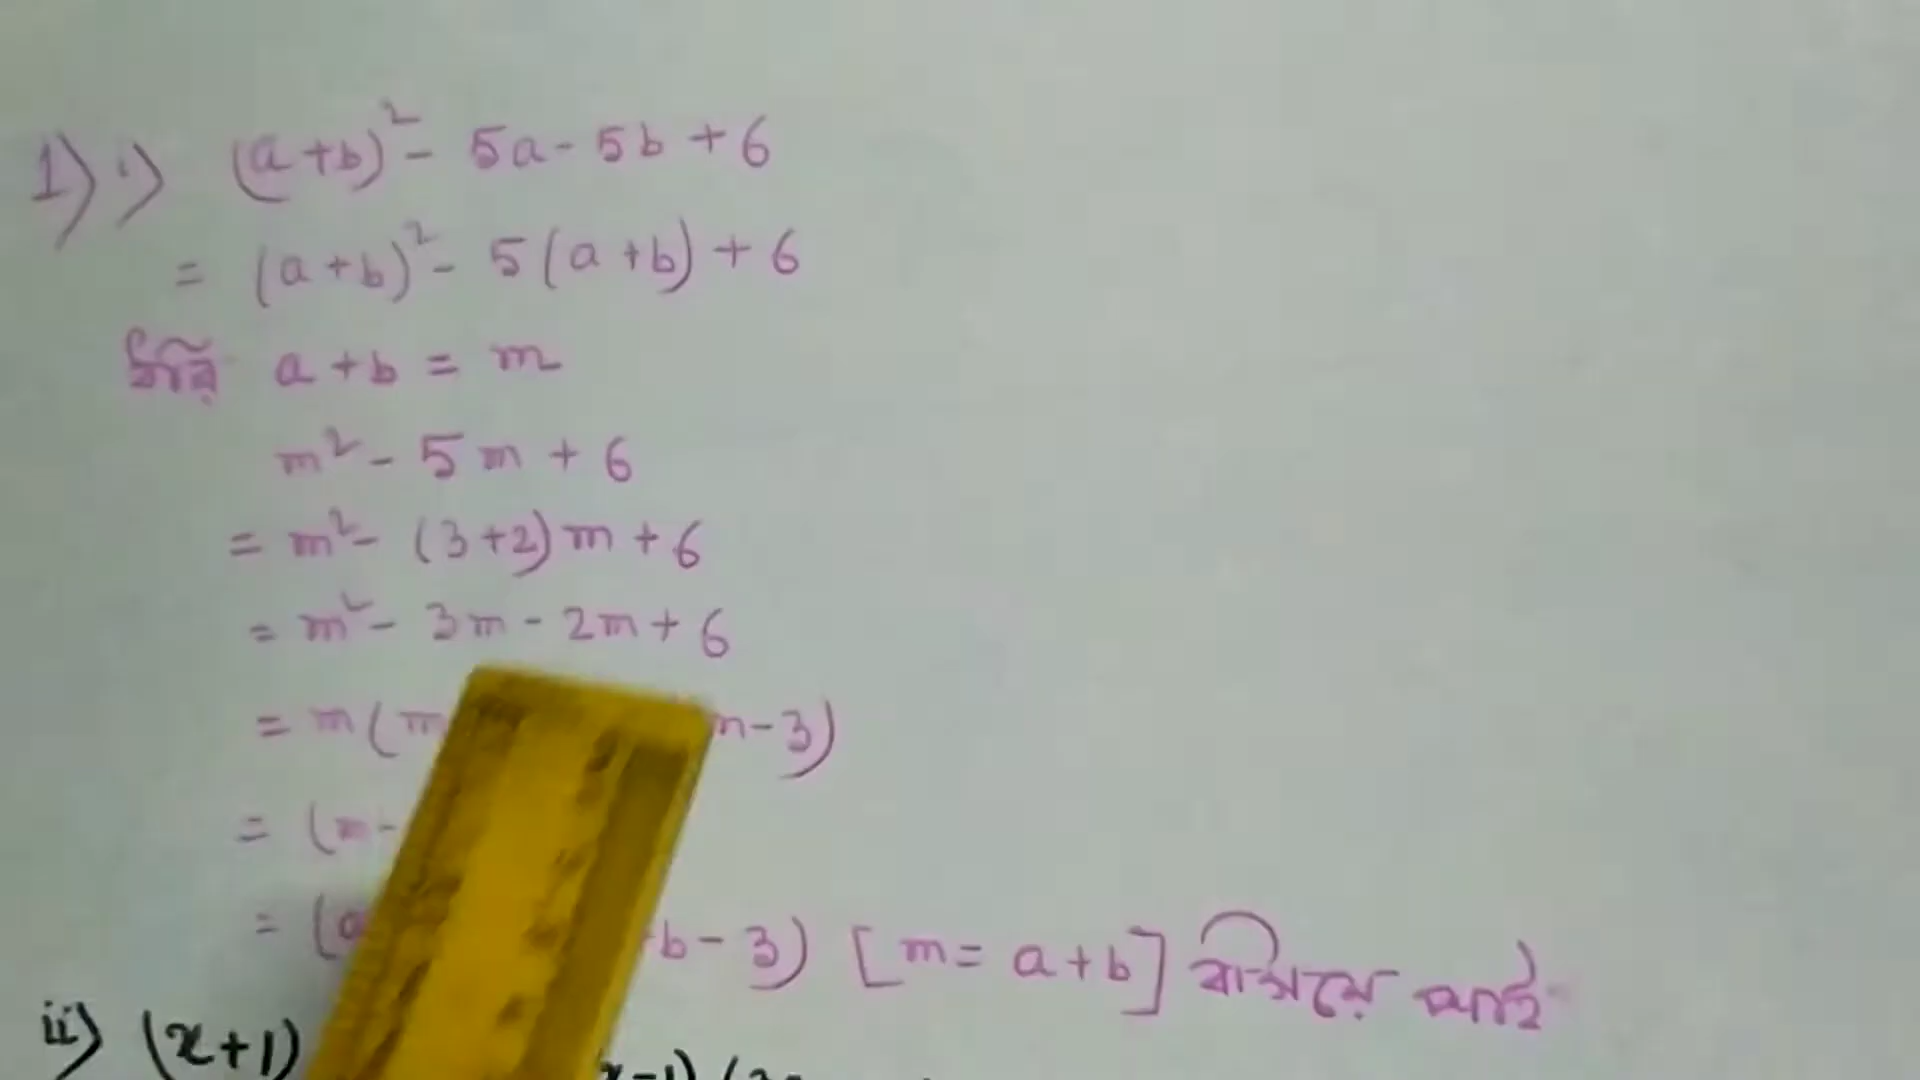 1) i) (a+b)² - 5a - 5b + 6
= (a+b)² - 5(a+b) + 6
ধরি a + b = m
m² - 5m + 6
= m² - (3+2)m + 6
= m² - 3m - 2m + 6
= m(m n-3)
= (m-
= (a +b-3) [m = a+b] বসিয়ে পাই
ii) (x+1) x-1)